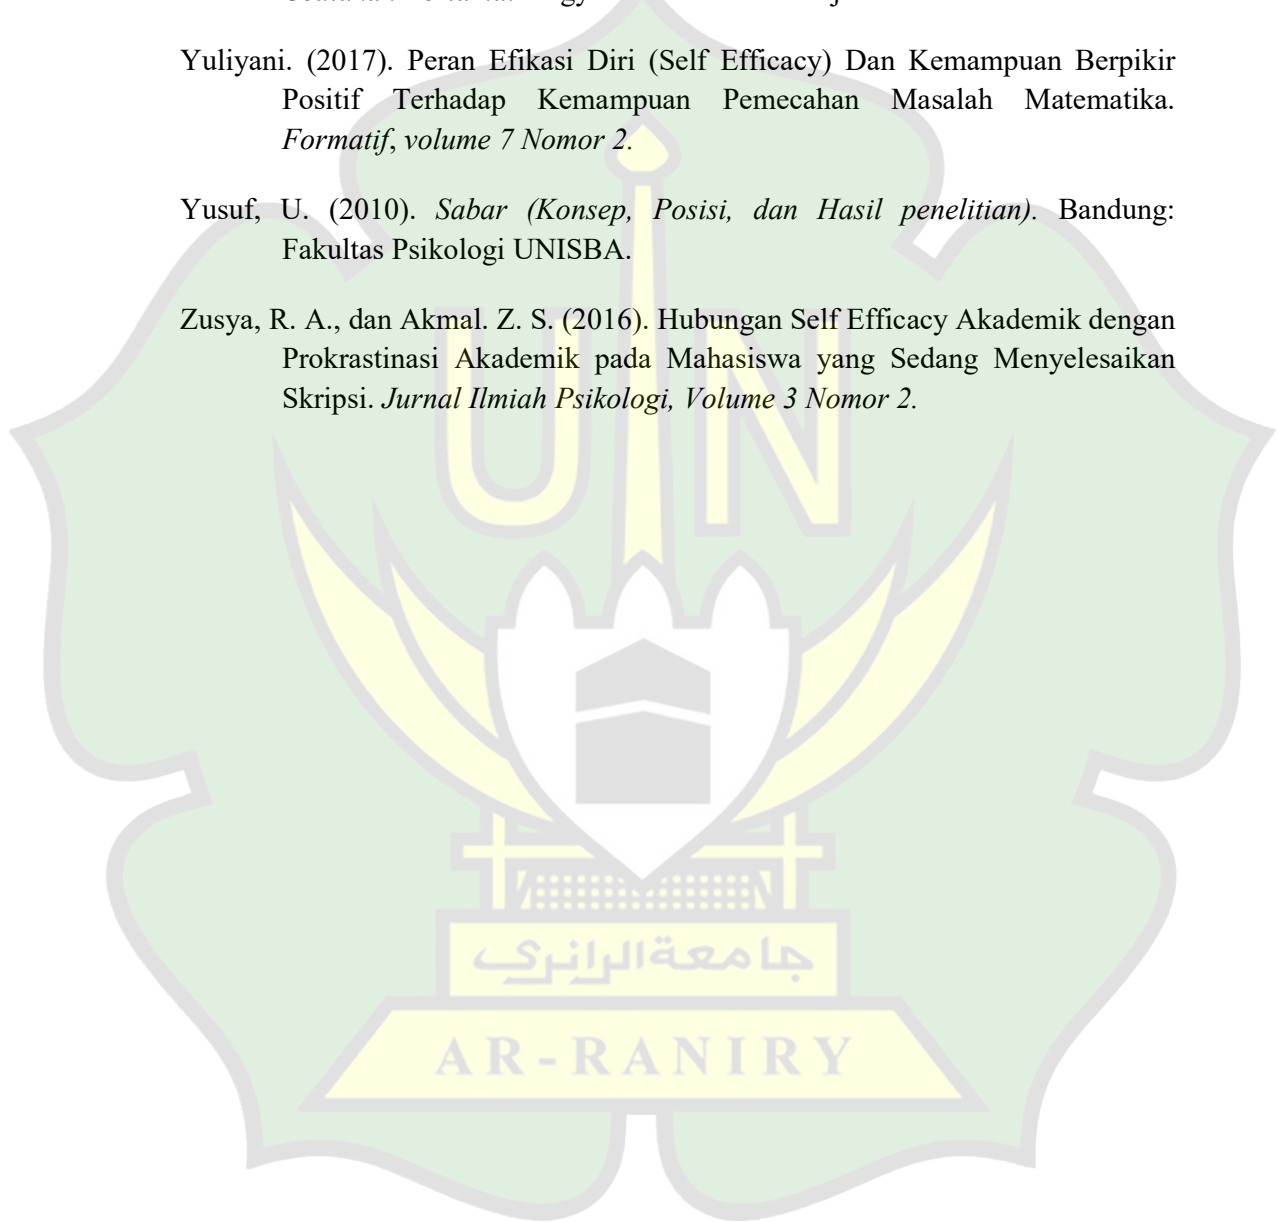 Yuliyani. (2017). Peran Efikasi Diri (Self Efficacy) Dan Kemampuan Berpikir
Positif Terhadap Kemampuan Pemecahan Masalah Matematika.
Formatif, volume 7 Nomor 2.
Yusuf, U. (2010). Sabar (Konsep, Posisi, dan Hasil penelitian). Bandung:
Fakultas Psikologi UNISBA.
Zusya, R. A., dan Akmal. Z. S. (2016). Hubungan Self Efficacy Akademik dengan
Prokrastinasi Akademik pada Mahasiswa yang Sedang Menyelesaikan
Skripsi. Jurnal Ilmiah Psikologi, Volume 3 Nomor 2.
UIN
جامعة الرانري
AR-RANIRY